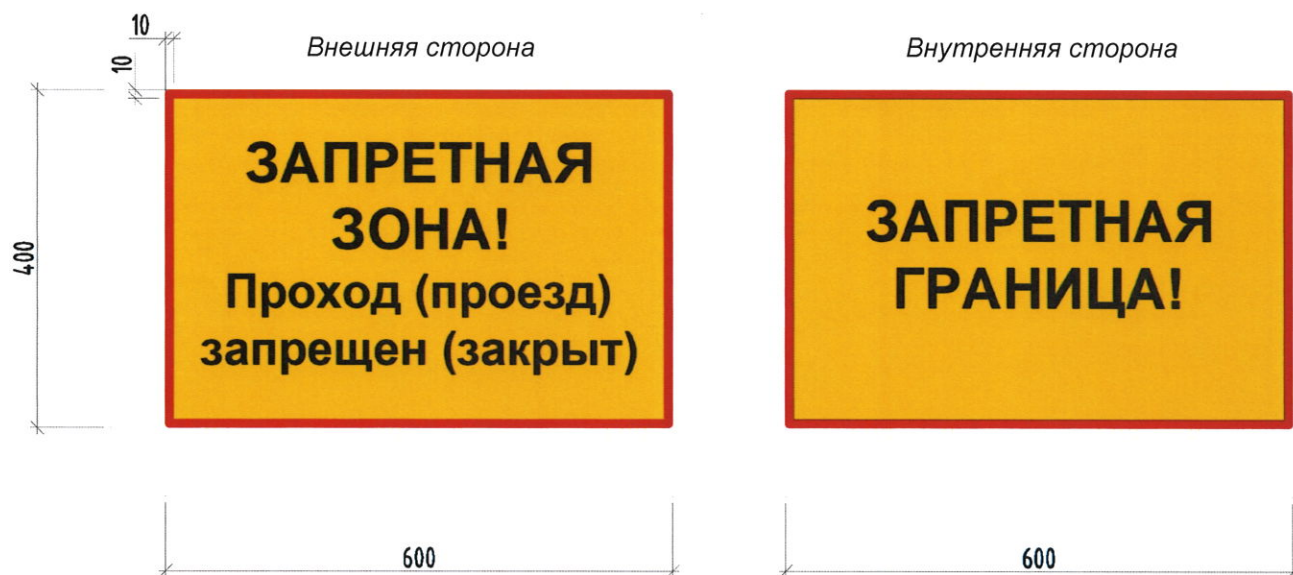 10
Внешняя сторона
Внутренняя сторона
10
400
ЗАПРЕТНАЯ
ЗОНА!
Проход (проезд)
запрещен (закрыт)
ЗАПРЕТНАЯ
ГРАНИЦА!
600
600